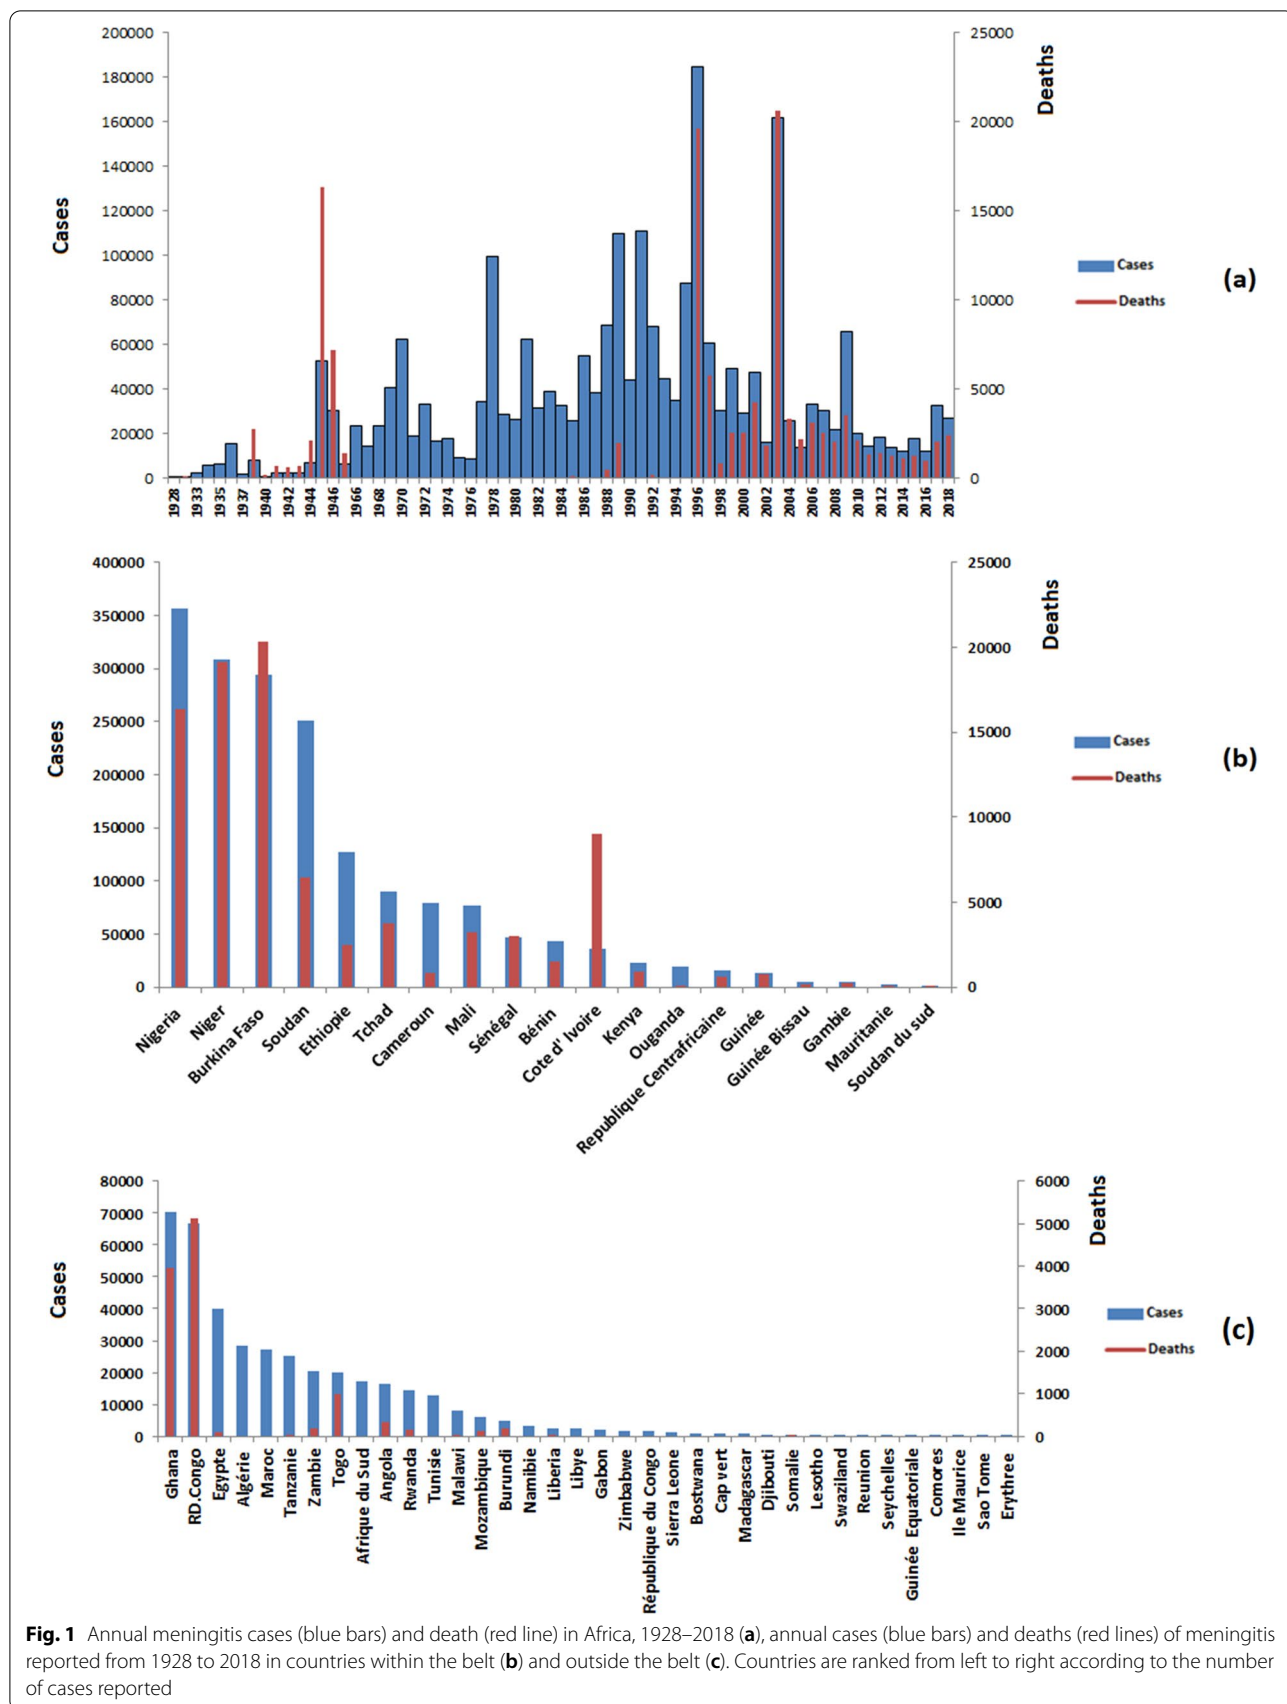 200000
180000
160000
140000
120000
100000
80000
60000
40000
20000
0
Cases
25000
20000
15000
10000
5000
0
Deaths
Cases
Deaths
(a)
1928 1933 1935 1937 1940 1942 1944 1946 1966 1968 1970 1972 1974 1976 1978 1980 1982 1984 1986 1988 1990 1992 1994 1996 1998 2000 2002 2004 2006 2008 2010 2012 2014 2016 2018
400000
350000
300000
250000
200000
150000
100000
50000
0
Cases
25000
20000
15000
10000
5000
0
Deaths
Cases
Deaths
(b)
Nigeria
Niger
Burkina Faso
Soudan
Ethiopie
Tchad
Cameroun
Mali
Sénégal
Bénin
Cote d' Ivoire
Kenya
Ouganda
Republique Centrafricaine
Guinée
Guinée Bissau
Gambie
Mauritanie
Soudan du sud
80000
70000
60000
50000
40000
30000
20000
10000
0
Cases
6000
5000
4000
3000
2000
1000
0
Deaths
Cases
Deaths
(c)
Ghana
RD.Congo
Egypte
Algérie
Maroc
Tanzanie
Zambie
Togo
Afrique du Sud
Angola
Rwanda
Tunisie
Malawi
Mozambique
Burundi
Namibie
Liberia
Libye
Gabon
Zimbabwe
République du Congo
Sierra Leone
Bostwana
Cap vert
Madagascar
Djibouti
Somalie
Lesotho
Swaziland
Reunion
Seychelles
Guinée Equatoriale
Comores
Ile Maurice
Sao Tome
Erythree
Fig. 1 Annual meningitis cases (blue bars) and death (red line) in Africa, 1928–2018 (a), annual cases (blue bars) and deaths (red lines) of meningitis
reported from 1928 to 2018 in countries within the belt (b) and outside the belt (c). Countries are ranked from left to right according to the number
of cases reported